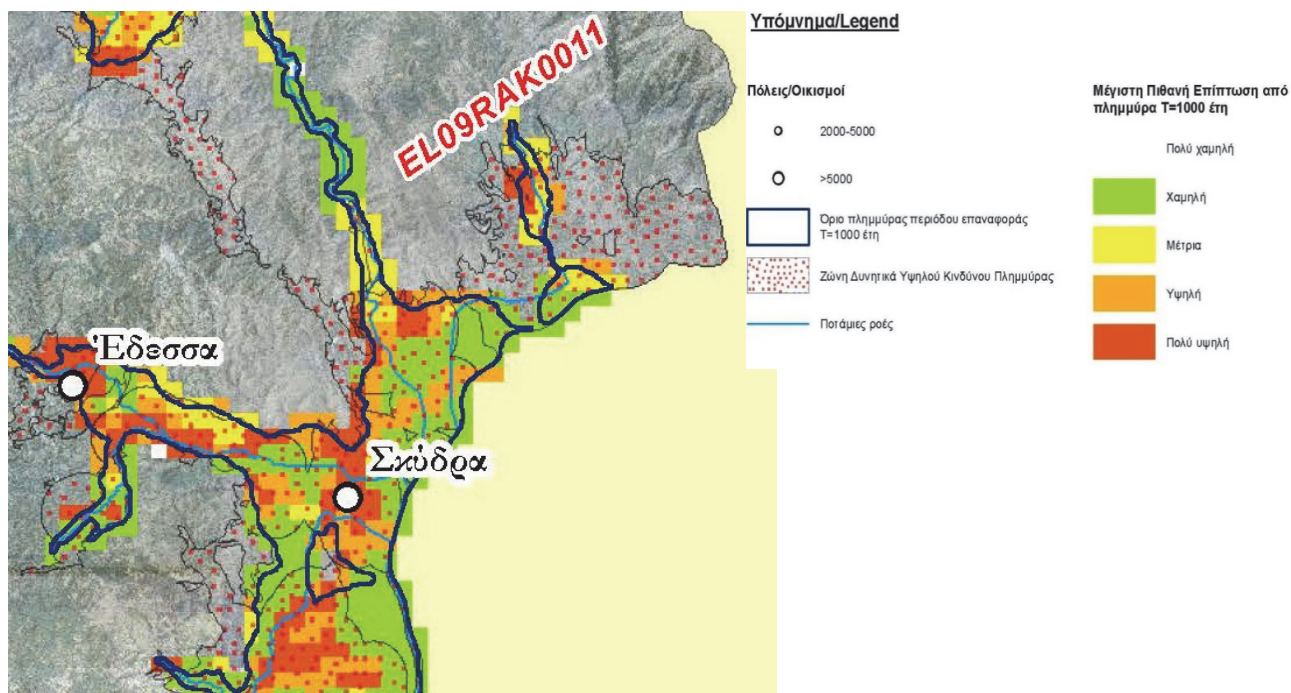 EL09RAK0011
Έδεσσα
Σκύδρα
Υπόμνημα/Legend
Πόλεις/Οικισμοί
2000-5000
>5000
Όριο πλημμύρας περιόδου επαναφοράς
Τ=1000 έτη
Ζώνη Δυνητικά Υψηλού Κινδύνου Πλημμύρας
Ποτάμιες ροές
Μέγιστη Πιθανή Επίπτωση από
πλημμύρα Τ=1000 έτη
Πολύ χαμηλή
Χαμηλή
Μέτρια
Υψηλή
Πολύ υψηλή